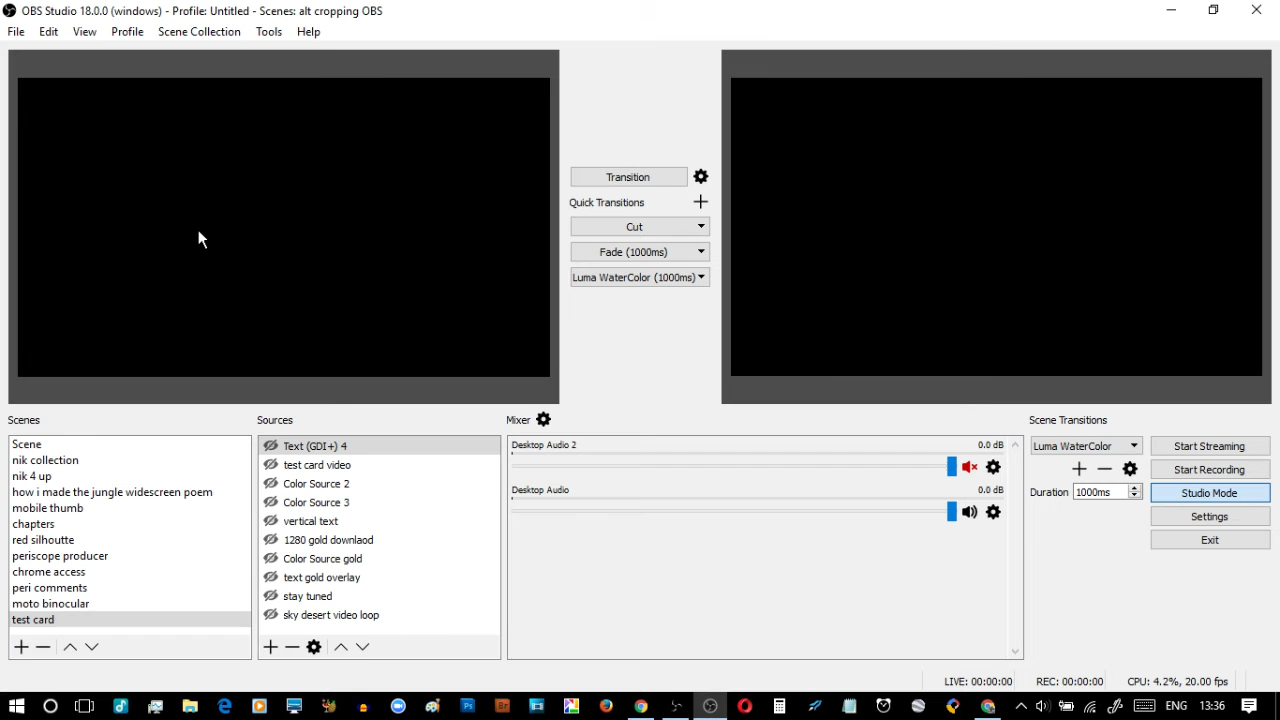 OBS Studio 18.0.0 (windows) - Profile: Untitled - Scenes: alt cropping OBS
File Edit View Profile Scene Collection Tools Help
Transition
Quick Transitions
Cut
Fade (1000ms)
Luma WaterColor (1000ms)
Scenes
Scene
nik collection
nik 4 up
how i made the jungle widescreen poem
mobile thumb
chapters
red silhoutte
periscope producer
chrome access
peri comments
moto binocular
test card
Sources
Text (GDI+) 4
test card video
Color Source 2
Color Source 3
vertical text
1280 gold downlaod
Color Source gold
text gold overlay
stay tuned
sky desert video loop
Mixer
Desktop Audio 2 0.0 dB
Desktop Audio 0.0 dB
Scene Transitions
Luma WaterColor
Duration 1000ms
Start Streaming
Start Recording
Studio Mode
Settings
Exit
LIVE: 00:00:00 REC: 00:00:00 CPU: 4.2%, 20.00 fps
Ps
ENG 13:36